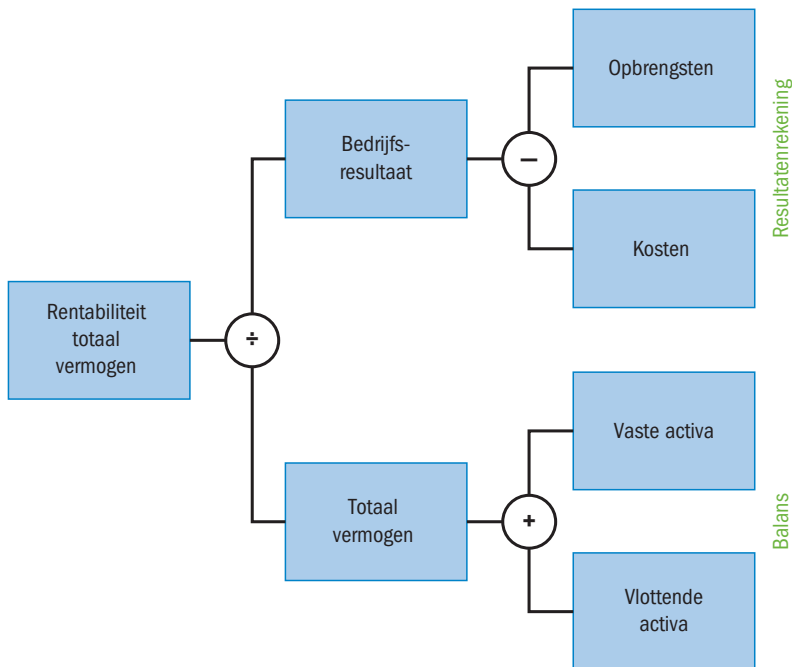 Opbrengsten
Bedrijfs-
resultaat
–
Kosten
Resultatenrekening
Rentabiliteit
totaal
vermogen
÷
Vaste activa
Totaal
vermogen
+
Vlottende
activa
Balans